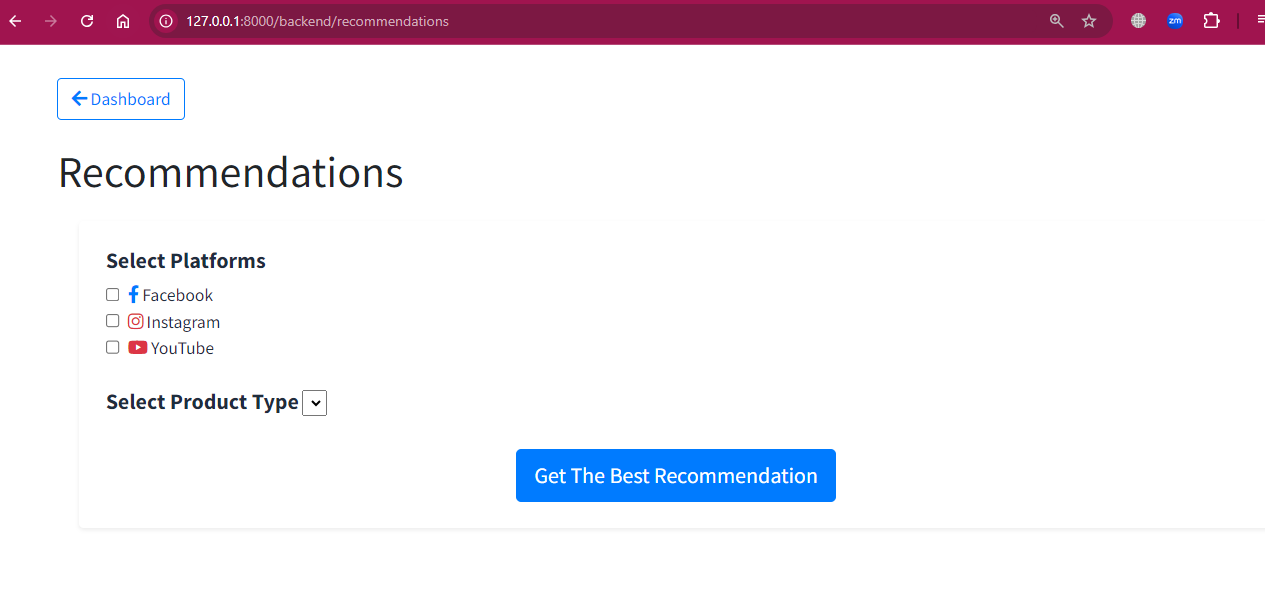 127.0.0.1:8000/backend/recommendations
zm
Dashboard
Recommendations
Select Platforms
Facebook
Instagram
YouTube
Select Product Type
Get The Best Recommendation